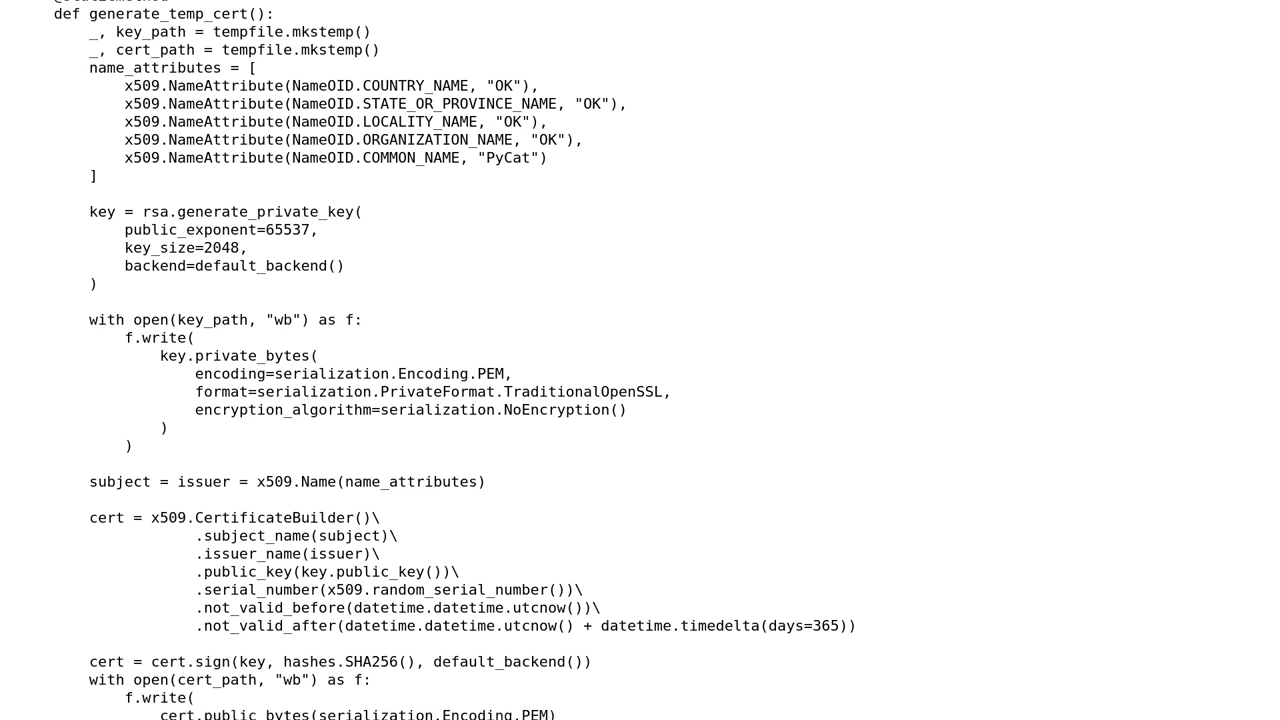 def generate_temp_cert():
_, key_path = tempfile.mkstemp()
_, cert_path = tempfile.mkstemp()
name_attributes = [
x509.NameAttribute(NameOID.COUNTRY_NAME, "OK"),
x509.NameAttribute(NameOID.STATE_OR_PROVINCE_NAME, "OK"),
x509.NameAttribute(NameOID.LOCALITY_NAME, "OK"),
x509.NameAttribute(NameOID.ORGANIZATION_NAME, "OK"),
x509.NameAttribute(NameOID.COMMON_NAME, "PyCat")
]
key = rsa.generate_private_key(
public_exponent=65537,
key_size=2048,
backend=default_backend()
)
with open(key_path, "wb") as f:
f.write(
key.private_bytes(
encoding=serialization.Encoding.PEM,
format=serialization.PrivateFormat.TraditionalOpenSSL,
encryption_algorithm=serialization.NoEncryption()
)
)
subject = issuer = x509.Name(name_attributes)
cert = x509.CertificateBuilder()\
.subject_name(subject)\
.issuer_name(issuer)\
.public_key(key.public_key())\
.serial_number(x509.random_serial_number())\
.not_valid_before(datetime.datetime.utcnow())\
.not_valid_after(datetime.datetime.utcnow() + datetime.timedelta(days=365))
cert = cert.sign(key, hashes.SHA256(), default_backend())
with open(cert_path, "wb") as f:
f.write(
cert.public_bytes(serialization.Encoding.PEM)